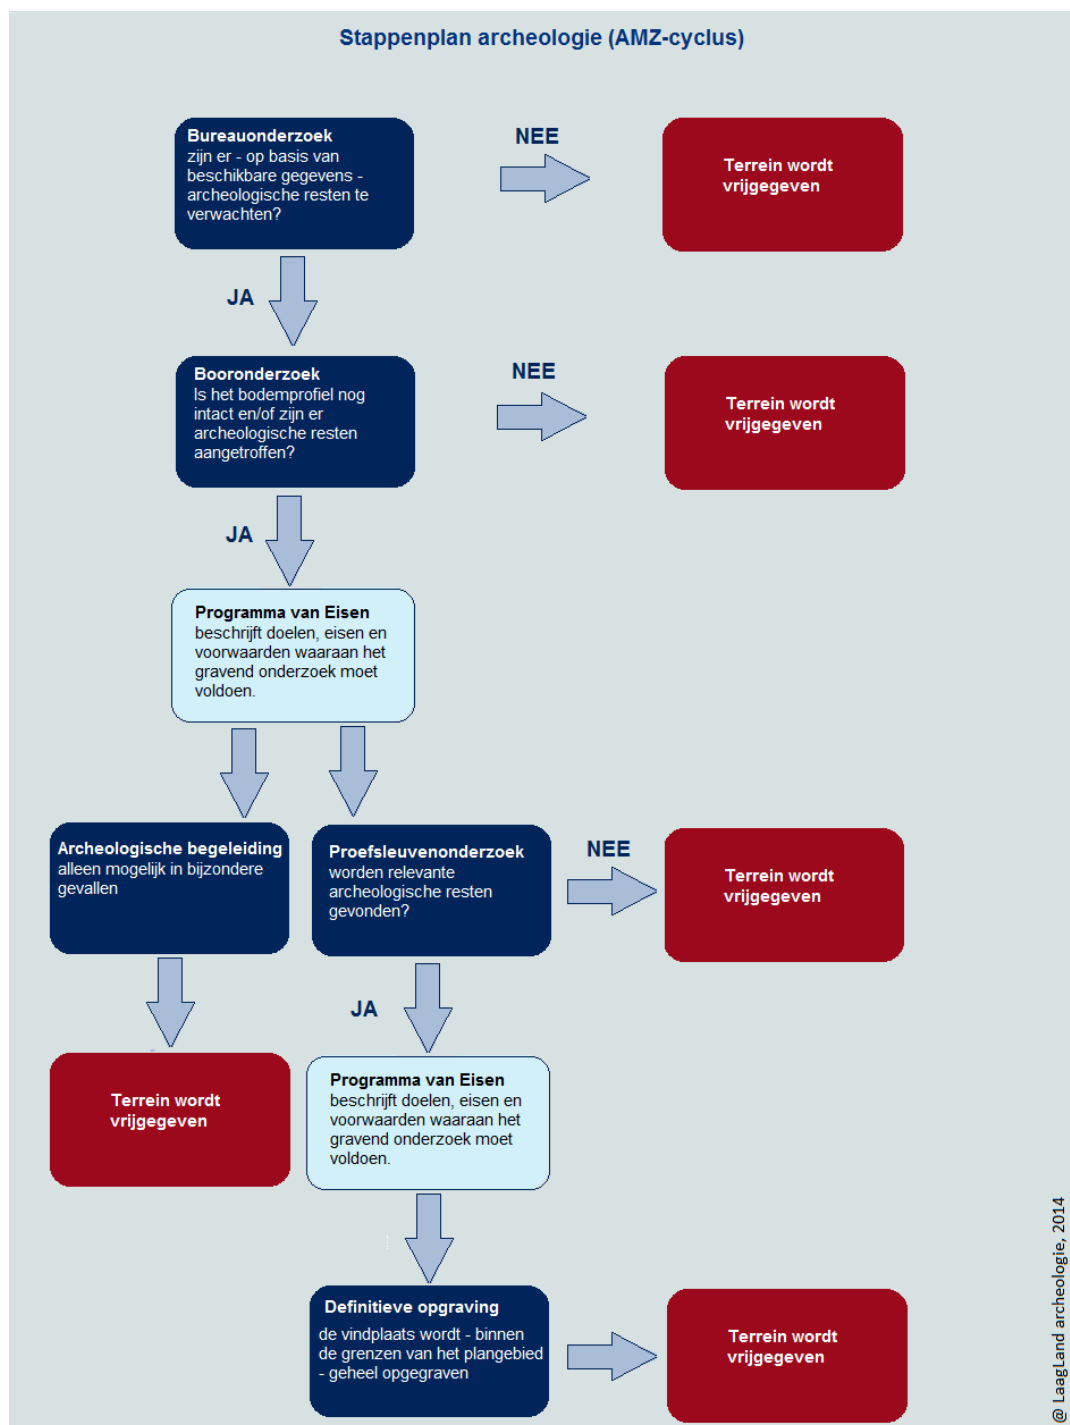 Stappenplan archeologie (AMZ-cyclus)
Bureauonderzoek
zijn er - op basis van
beschikbare gegevens -
archeologische resten te
verwachten?
NEE
Terrein wordt
vrijgegeven
JA
Booronderzoek
Is het bodemprofiel nog
intact en/of zijn er
archeologische resten
aangetroffen?
NEE
Terrein wordt
vrijgegeven
JA
Programma van Eisen
beschrijft doelen, eisen en
voorwaarden waaraan het
gravend onderzoek moet
voldoen.
Archeologische begeleiding
alleen mogelijk in bijzondere
gevallen
Proefsleuvenonderzoek
worden relevante
archeologische resten
gevonden?
NEE
Terrein wordt
vrijgegeven
JA
Terrein wordt
vrijgegeven
Programma van Eisen
beschrijft doelen, eisen en
voorwaarden waaraan het
gravend onderzoek moet
voldoen.
Definitieve opgraving
de vindplaats wordt - binnen
de grenzen van het plangebied
- geheel opgegraven
Terrein wordt
vrijgegeven
@ LaagLand archeologie, 2014